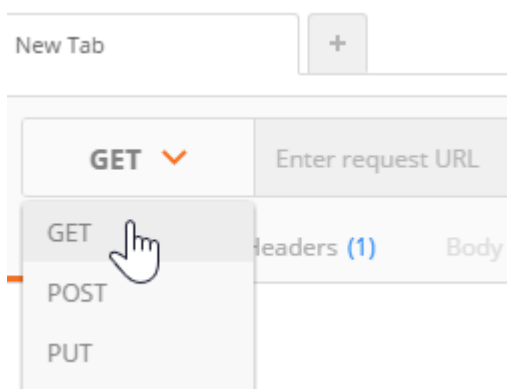 New Tab
+
GET
Enter request URL
GET
Headers (1)
Body
POST
PUT